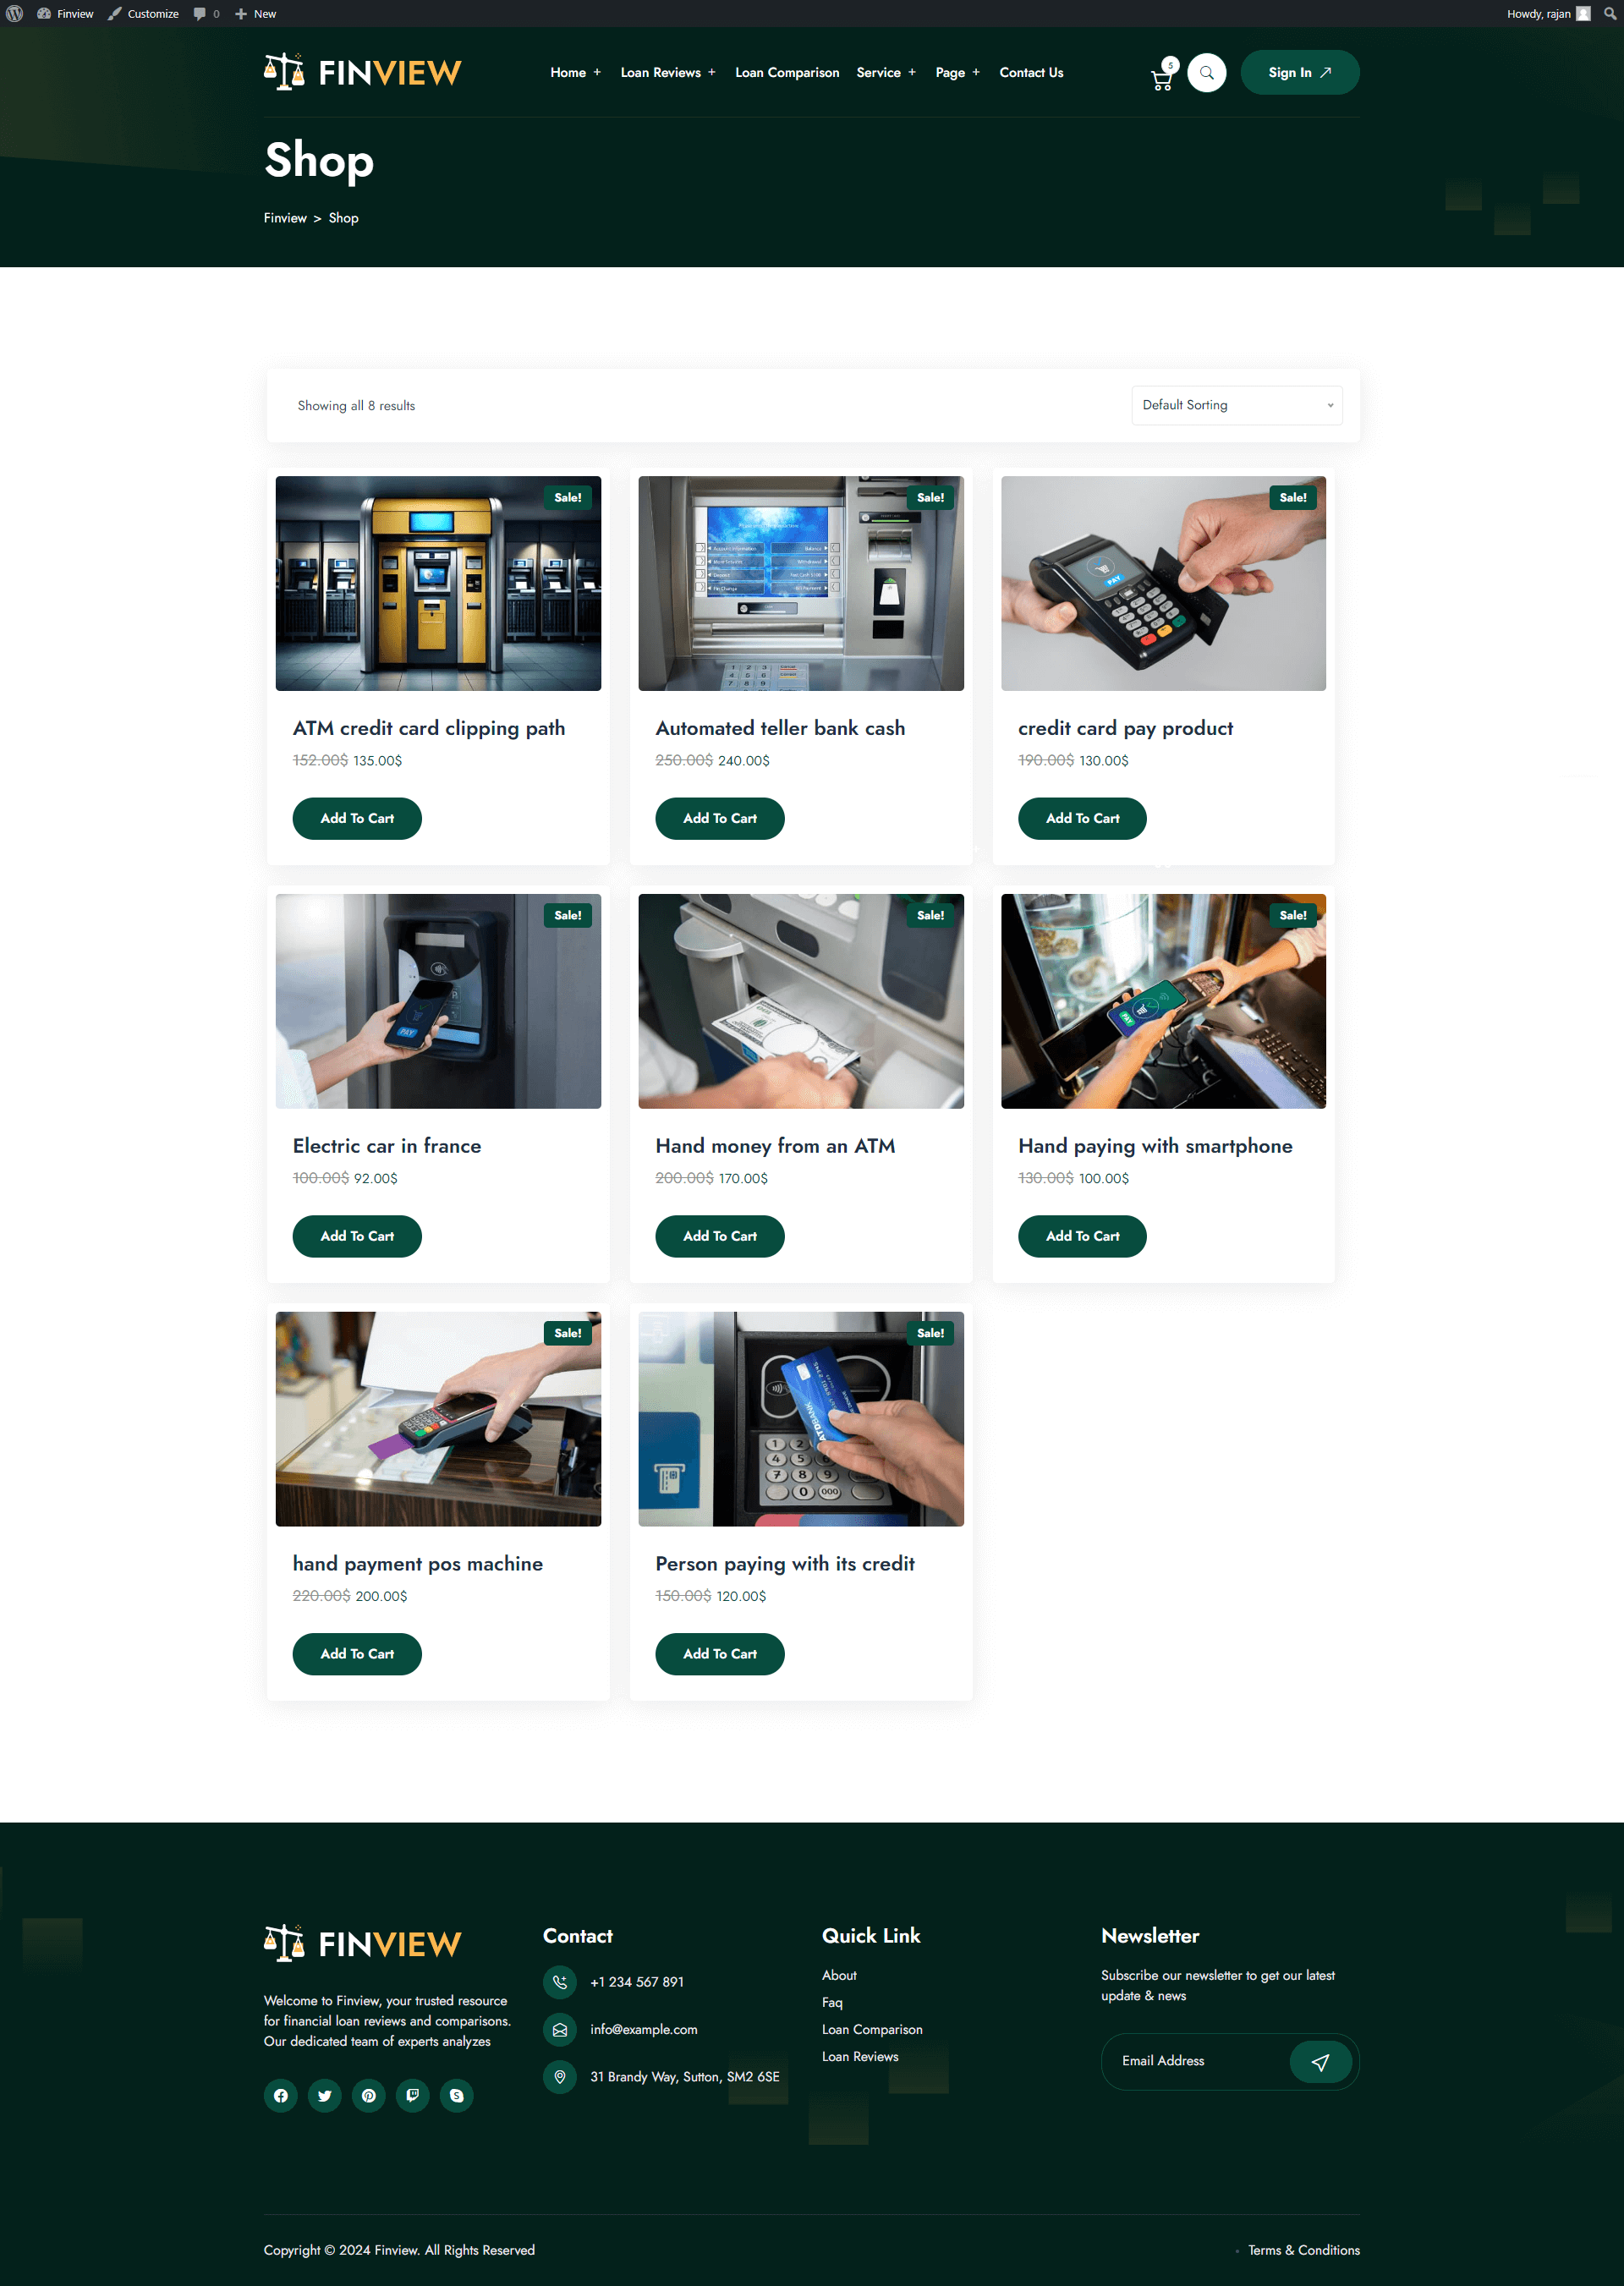 Finview Customize 0 New Howdy, rajan
FINVIEW Home + Loan Reviews + Loan Comparison Service + Page + Contact Us 5 Sign In
Shop
Finview > Shop
Showing all 8 results Default Sorting
Sale! Sale! Sale!
PAY
ATM credit card clipping path Automated teller bank cash credit card pay product
152.00$ 135.00$ 250.00$ 240.00$ 190.00$ 130.00$
Add To Cart Add To Cart Add To Cart
Sale! Sale! Sale!
PAY PAY
Electric car in france Hand money from an ATM Hand paying with smartphone
100.00$ 92.00$ 200.00$ 170.00$ 130.00$ 100.00$
Add To Cart Add To Cart Add To Cart
Sale! Sale!
hand payment pos machine Person paying with its credit
220.00$ 200.00$ 150.00$ 120.00$
Add To Cart Add To Cart
FINVIEW Contact Quick Link Newsletter
+1 234 567 891 About Subscribe our newsletter to get our latest
Welcome to Finview, your trusted resource Faq update & news
for financial loan reviews and comparisons. info@example.com Loan Comparison
Our dedicated team of experts analyzes Loan Reviews Email Address
31 Brandy Way, Sutton, SM2 6SE
Copyright © 2024 Finview. All Rights Reserved Terms & Conditions